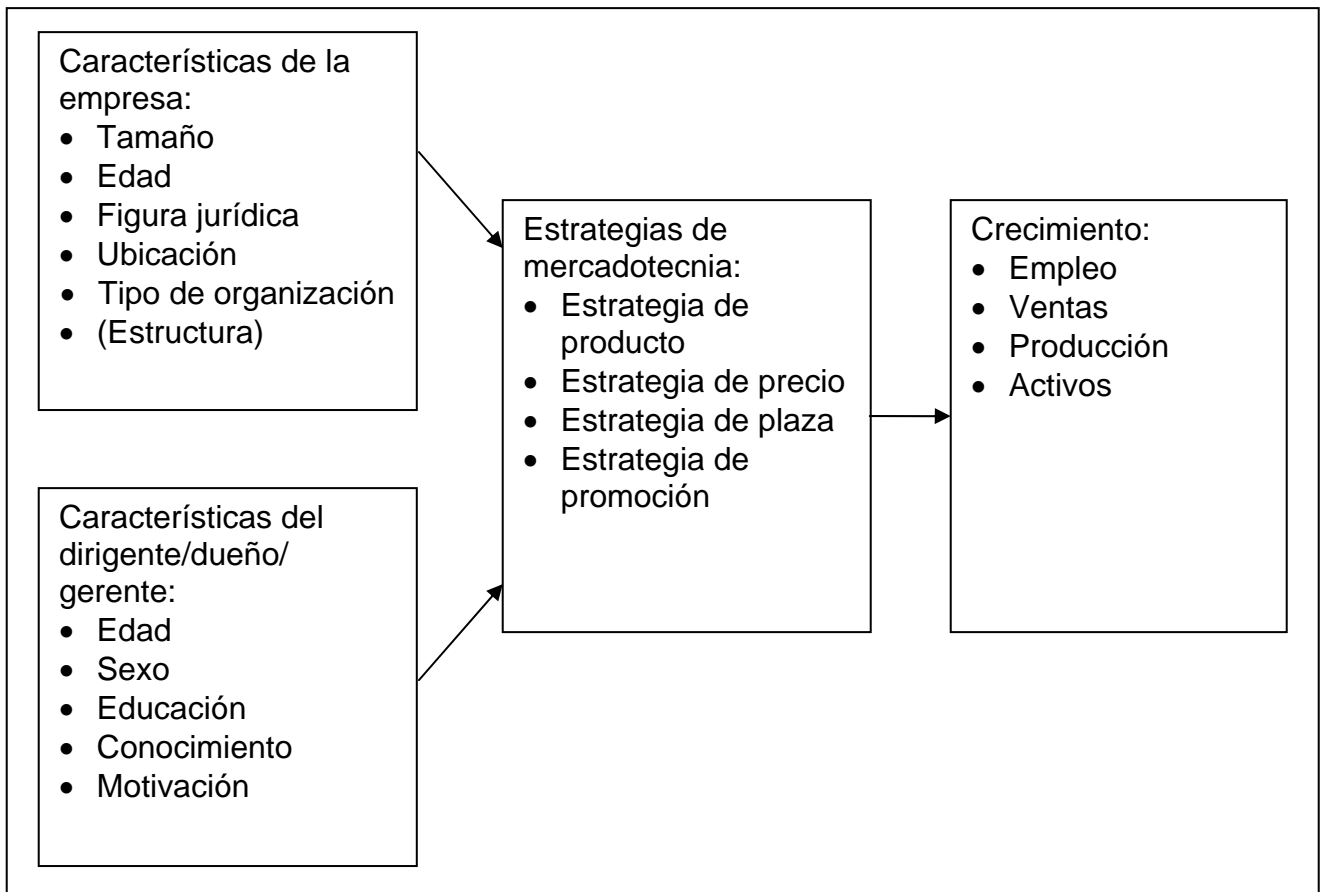 Características de la
empresa:
• Tamaño
• Edad
• Figura jurídica
• Ubicación
• Tipo de organización
• (Estructura)
Características del
dirigente/dueño/
gerente:
• Edad
• Sexo
• Educación
• Conocimiento
• Motivación
Estrategias de
mercadotecnia:
• Estrategia de
producto
• Estrategia de precio
• Estrategia de plaza
• Estrategia de
promoción
Crecimiento:
• Empleo
• Ventas
• Producción
• Activos